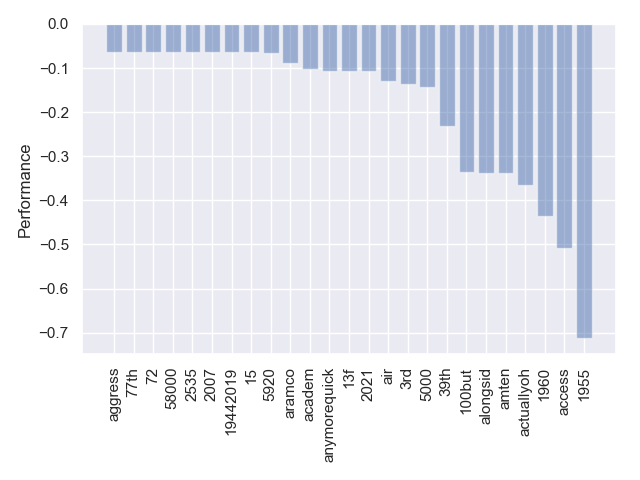 0.0
−0.1
−0.2
−0.3
−0.4
−0.5
−0.6
−0.7
Performance
aggress
77th
72
58000
2535
2007
19442019
15
5920
aramco
academ
anymorequick
13f
2021
air
3rd
5000
39th
100but
alongsid
amten
actuallyoh
1960
access
1955